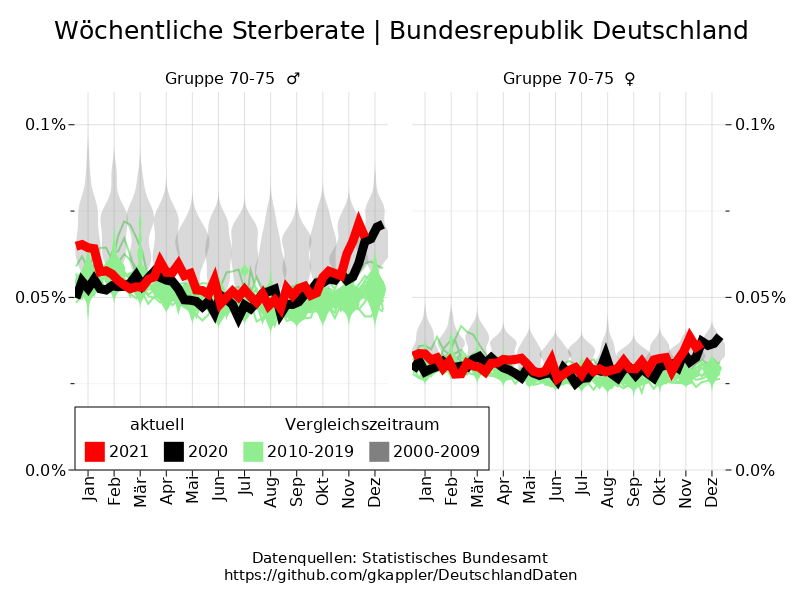 Wöchentliche Sterberate | Bundesrepublik Deutschland
Gruppe 70-75 ♂
Gruppe 70-75 ♀
0.1%
0.1%
0.05%
0.05%
0.0%
0.0%
aktuell
Vergleichszeitraum
2021
2020
2010-2019
2000-2009
Jan
Feb
Mär
Apr
Mai
Jun
Jul
Aug
Sep
Okt
Nov
Dez
Jan
Feb
Mär
Apr
Mai
Jun
Jul
Aug
Sep
Okt
Nov
Dez
Datenquellen: Statistisches Bundesamt
https://github.com/gkappler/DeutschlandDaten